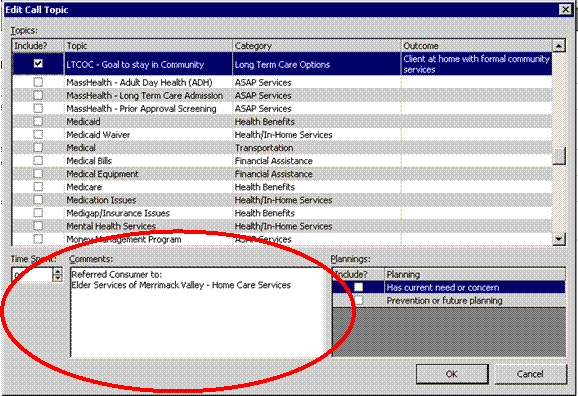 Edit Call Topic
Topics:
Include? Topic Category Outcome
LTCOC - Goal to stay in Community Long Term Care Options Client at home with formal community services
MassHealth - Adult Day Health (ADH) ASAP Services
MassHealth - Long Term Care Admission ASAP Services
MassHealth - Prior Approval Screening ASAP Services
Medicaid Health Benefits
Medicaid Waiver Health/In-Home Services
Medical Transportation
Medical Bills Financial Assistance
Medical Equipment Financial Assistance
Medicare Health Benefits
Medication Issues Health/In-Home Services
Medigap/Insurance Issues Health Benefits
Mental Health Services Health/In-Home Services
Money Management Program ASAP Services
Time Spent: Comments: Plannings:
Referred Consumer to:
Elder Services of Merrimack Valley - Home Care Services
Include? Planning
Has current need or concern
Prevention or future planning
OK Cancel